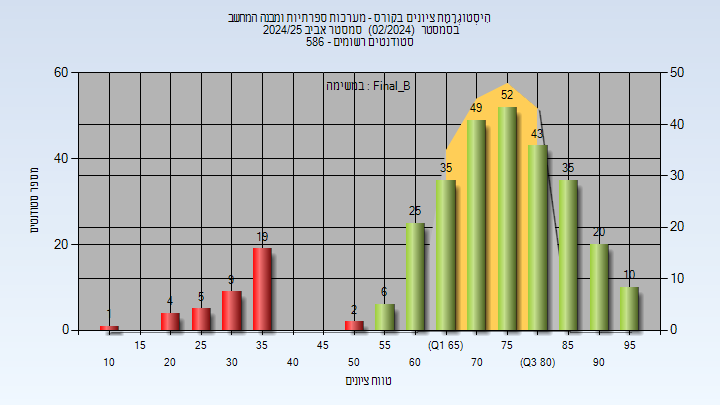 הִיסְטוֹגְרַמַת ציונים בקורס - מערכות ספרתיות ומבנה המחשב
בסמסטר (02/2024) סמסטר אביב 2024/25
סטודנטים רשומים - 586
במשימה : Final_B
מספר סטודנטים
60
40
20
0
50
40
30
20
10
0
1 4 5 9 19 2 6 25 35 49 52 43 35 20 10
15 25 35 45 55 (Q1 65) 75 85 95
10 20 30 40 50 60 70 (Q3 80) 90
טווח ציונים